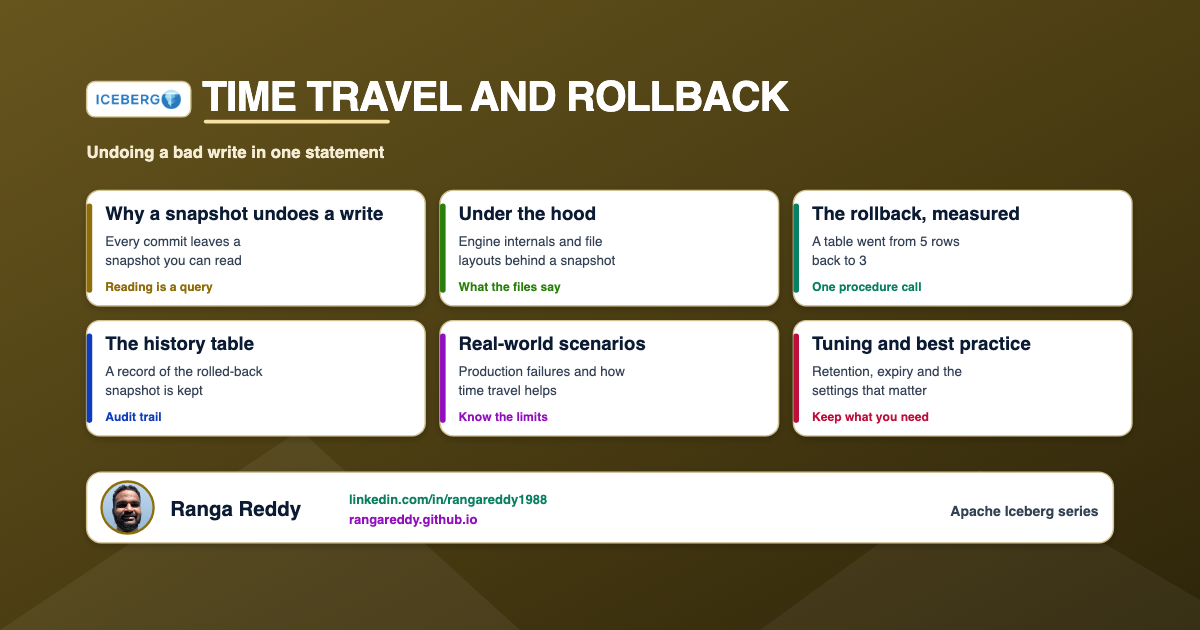 ICEBERG
TIME TRAVEL AND ROLLBACK
Undoing a bad write in one statement
Why a snapshot undoes a write
Every commit leaves a
snapshot you can read
Reading is a query
Under the hood
Engine internals and file
layouts behind a snapshot
What the files say
The rollback, measured
A table went from 5 rows
back to 3
One procedure call
The history table
A record of the rolled-back
snapshot is kept
Audit trail
Real-world scenarios
Production failures and how
time travel helps
Know the limits
Tuning and best practice
Retention, expiry and the
settings that matter
Keep what you need
Ranga Reddy
linkedin.com/in/rangareddy1988
rangareddy.github.io
Apache Iceberg series